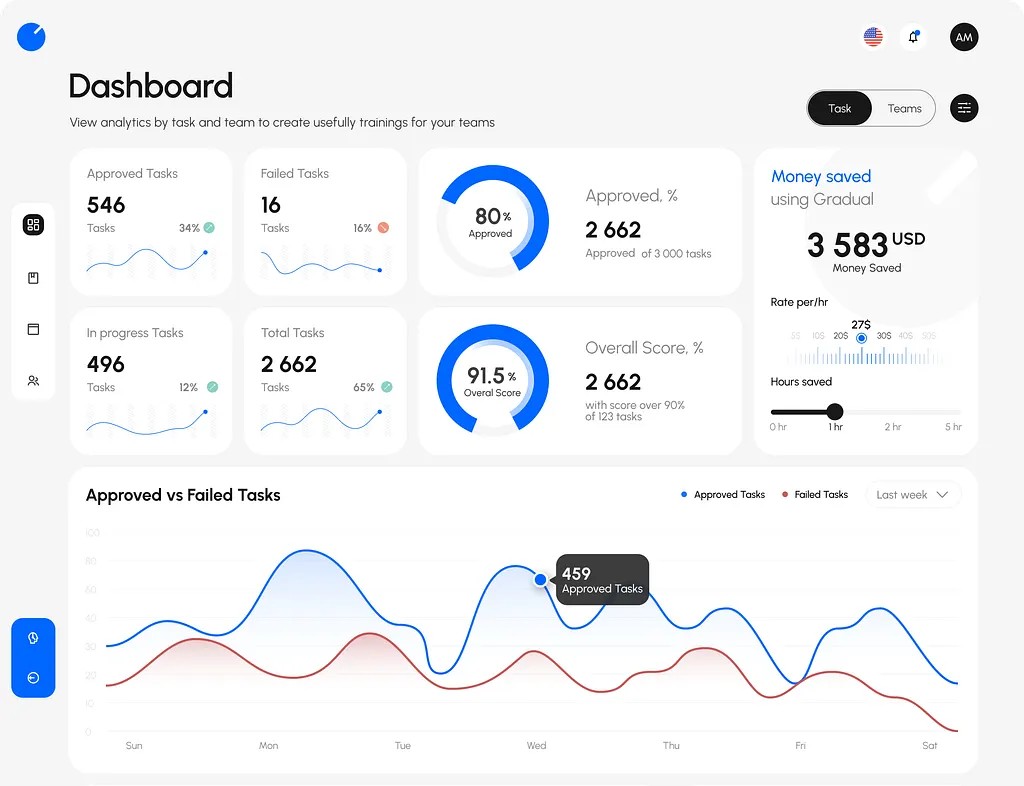 AM
Dashboard
View analytics by task and team to create usefully trainings for your teams
Task
Teams
Approved Tasks
546
Tasks
34%
Failed Tasks
16
Tasks
16%
80%
Approved
Approved, %
2 662
Approved of 3 000 tasks
Money saved
using Gradual
3 583 USD
Money Saved
Rate per/hr
27$
5$ 10$ 20$ 30$ 40$ 50$
Hours saved
0 hr 1 hr 2 hr 5 hr
In progress Tasks
496
Tasks
12%
Total Tasks
2 662
Tasks
65%
91.5%
Overal Score
Overall Score, %
2 662
with score over 90%
of 123 tasks
Approved vs Failed Tasks
Approved Tasks
Failed Tasks
Last week
100
80
60
40
30
20
10
0
459
Approved Tasks
Sun Mon Tue Wed Thu Fri Sat